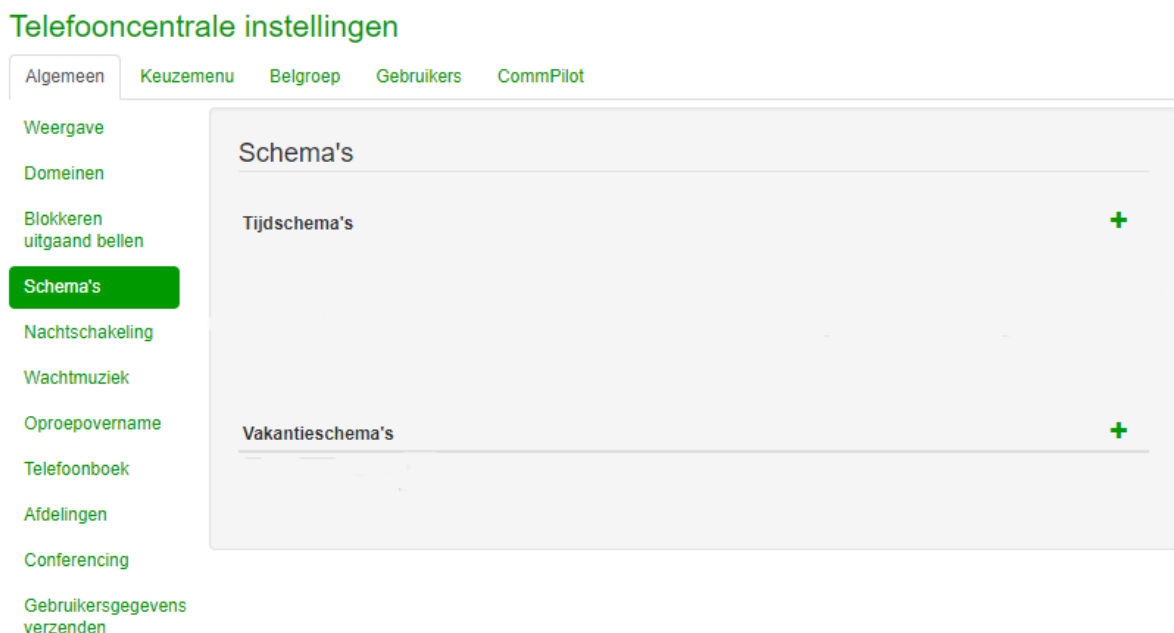 Telefooncentrale instellingen
Algemeen Keuzemenu Belgroep Gebruikers CommPilot
Weergave
Domeinen
Blokkeren
uitgaand bellen
Schema's
Nachtschakeling
Wachtmuziek
Oproepovername
Telefoonboek
Afdelingen
Conferencing
Gebruikersgegevens
verzenden
Schema's
Tijdschema's
Vakantieschema's